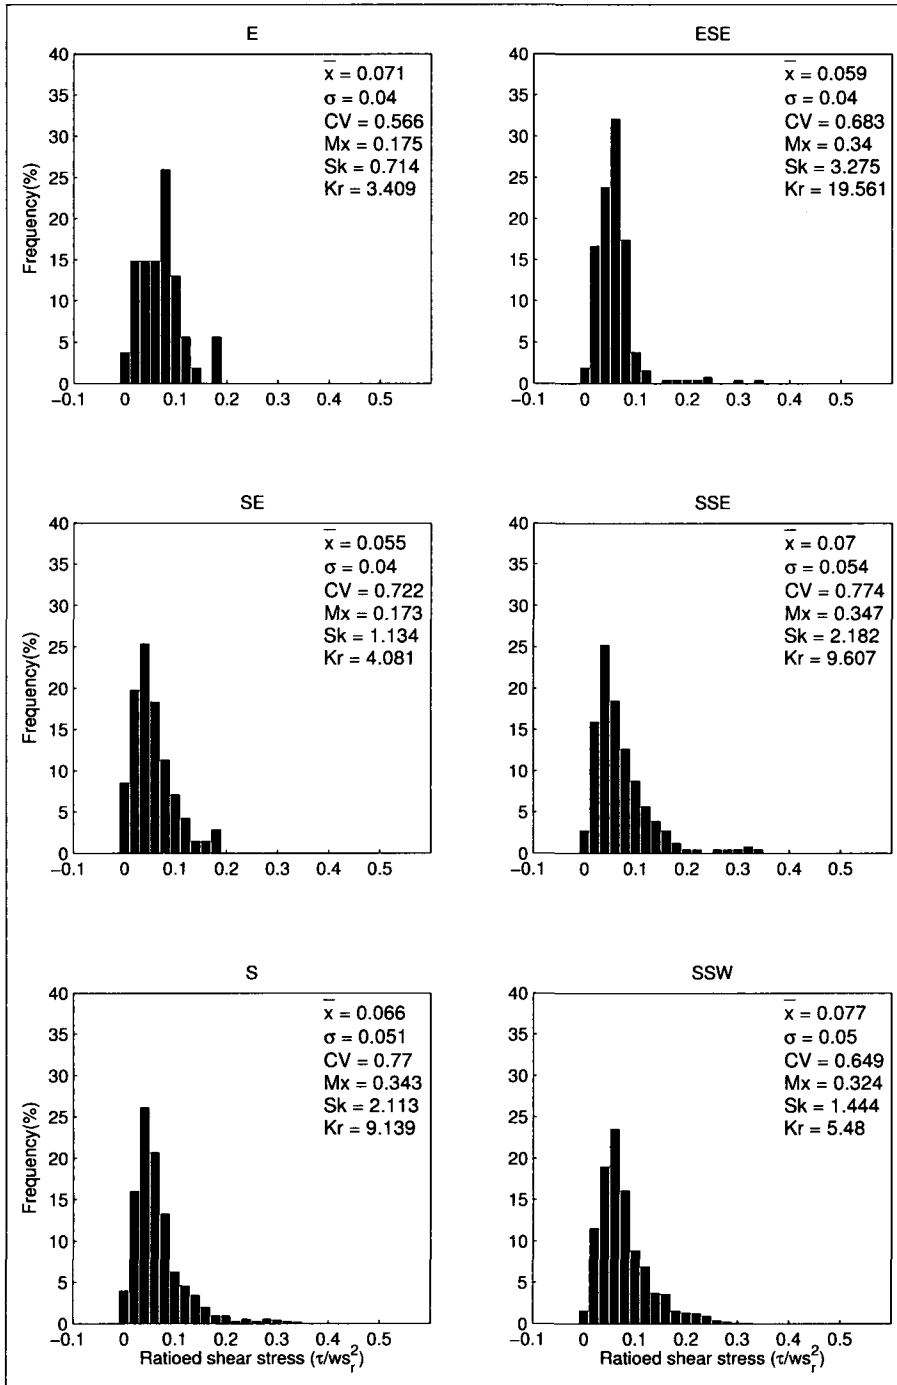 E
x̄ = 0.071
σ = 0.04
CV = 0.566
Mx = 0.175
Sk = 0.714
Kr = 3.409
Frequency(%)
40
35
30
25
20
15
10
5
0
−0.1 0 0.1 0.2 0.3 0.4 0.5
ESE
x̄ = 0.059
σ = 0.04
CV = 0.683
Mx = 0.34
Sk = 3.275
Kr = 19.561
40
35
30
25
20
15
10
5
0
−0.1 0 0.1 0.2 0.3 0.4 0.5
SE
x̄ = 0.055
σ = 0.04
CV = 0.722
Mx = 0.173
Sk = 1.134
Kr = 4.081
Frequency(%)
40
35
30
25
20
15
10
5
0
−0.1 0 0.1 0.2 0.3 0.4 0.5
SSE
x̄ = 0.07
σ = 0.054
CV = 0.774
Mx = 0.347
Sk = 2.182
Kr = 9.607
40
35
30
25
20
15
10
5
0
−0.1 0 0.1 0.2 0.3 0.4 0.5
S
x̄ = 0.066
σ = 0.051
CV = 0.77
Mx = 0.343
Sk = 2.113
Kr = 9.139
Frequency(%)
40
35
30
25
20
15
10
5
0
−0.1 0 0.1 0.2 0.3 0.4 0.5
Ratioed shear stress (τ/ws_r^2)
SSW
x̄ = 0.077
σ = 0.05
CV = 0.649
Mx = 0.324
Sk = 1.444
Kr = 5.48
40
35
30
25
20
15
10
5
0
−0.1 0 0.1 0.2 0.3 0.4 0.5
Ratioed shear stress (τ/ws_r^2)